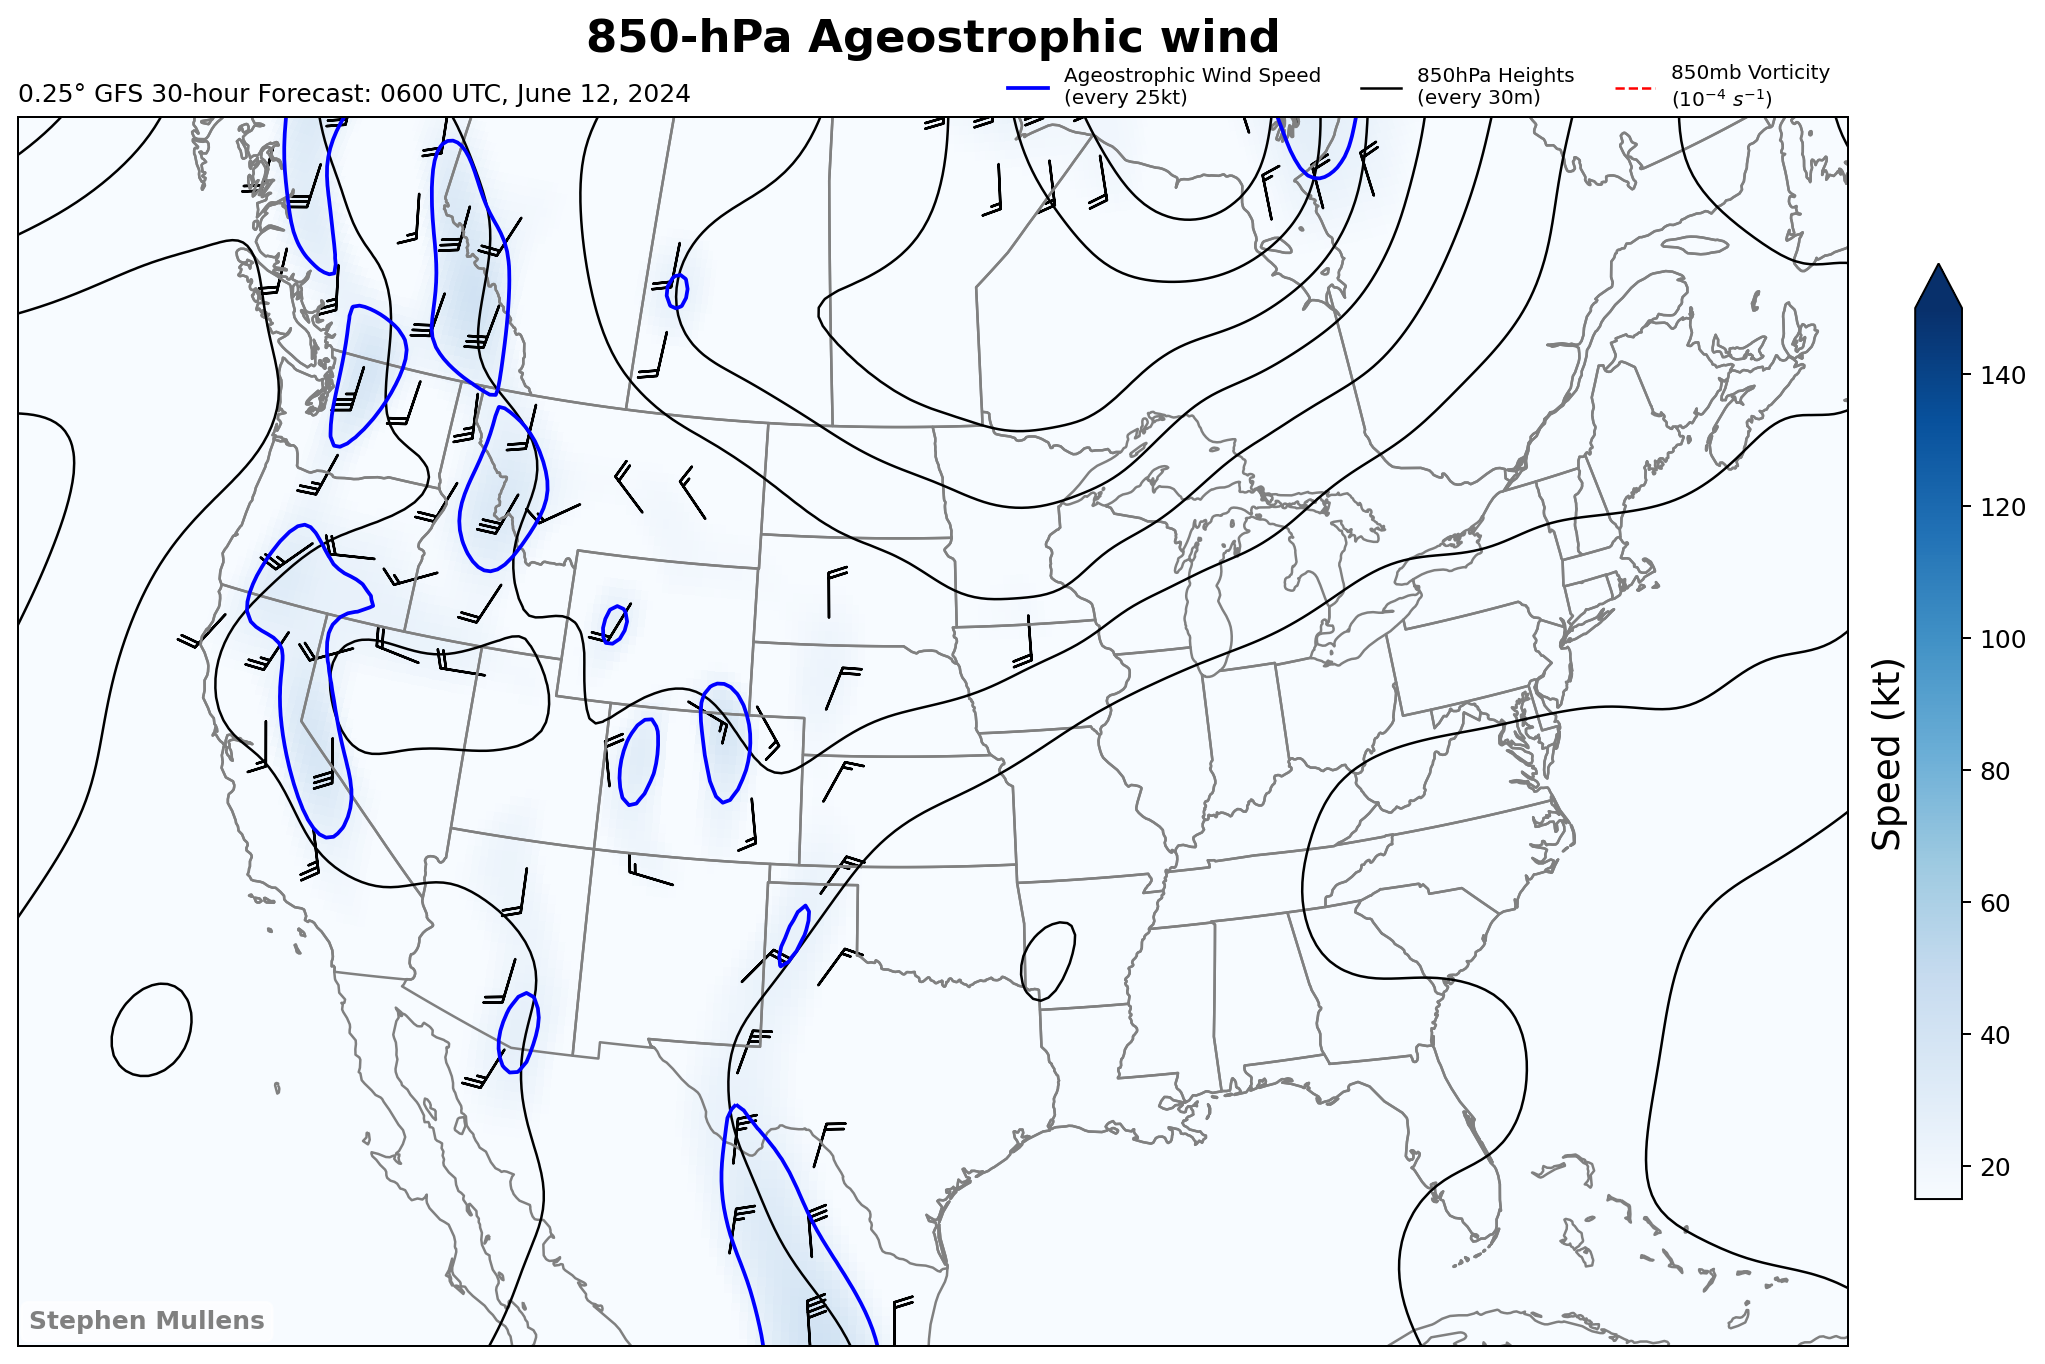 850-hPa Ageostrophic wind
0.25° GFS 30-hour Forecast: 0600 UTC, June 12, 2024
Ageostrophic Wind Speed
(every 25kt)
850hPa Heights
(every 30m)
850mb Vorticity
(10⁻⁴ s⁻¹)
140
120
100
80
60
40
20
Speed (kt)
Stephen Mullens